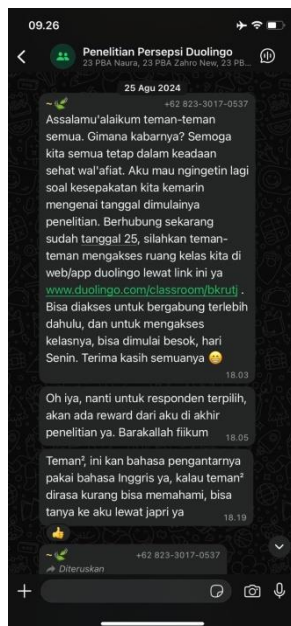 09.26
Penelitian Persepsi Duolingo
23 PBA Naura, 23 PBA Zahro New, 23 PB...
25 Agu 2024
~ +62 823-3017-0537
Assalamu'alaikum teman-teman
semua. Gimana kabarnya? Semoga
kita semua tetap dalam keadaan
sehat wal'afiat. Aku mau ngingetin lagi
soal kesepakatan kita kemarin
mengenai tanggal dimulainya
penelitian. Berhubung sekarang
sudah tanggal 25, silahkan teman-
teman mengakses ruang kelas kita di
web/app duolingo lewat link ini ya
www.duolingo.com/classroom/bkrutj .
Bisa diakses untuk bergabung terlebih
dahulu, dan untuk mengakses
kelasnya, bisa dimulai besok, hari
Senin. Terima kasih semuanya 😁
18.03
Oh iya, nanti untuk responden terpilih,
akan ada reward dari aku di akhir
penelitian ya. Barakallah fiikum
18.05
Teman², ini kan bahasa pengantarnya
pakai bahasa Inggris ya, kalau teman²
dirasa kurang bisa memahami, bisa
tanya ke aku lewat japri ya
18.19
~ +62 823-3017-0537
Diteruskan